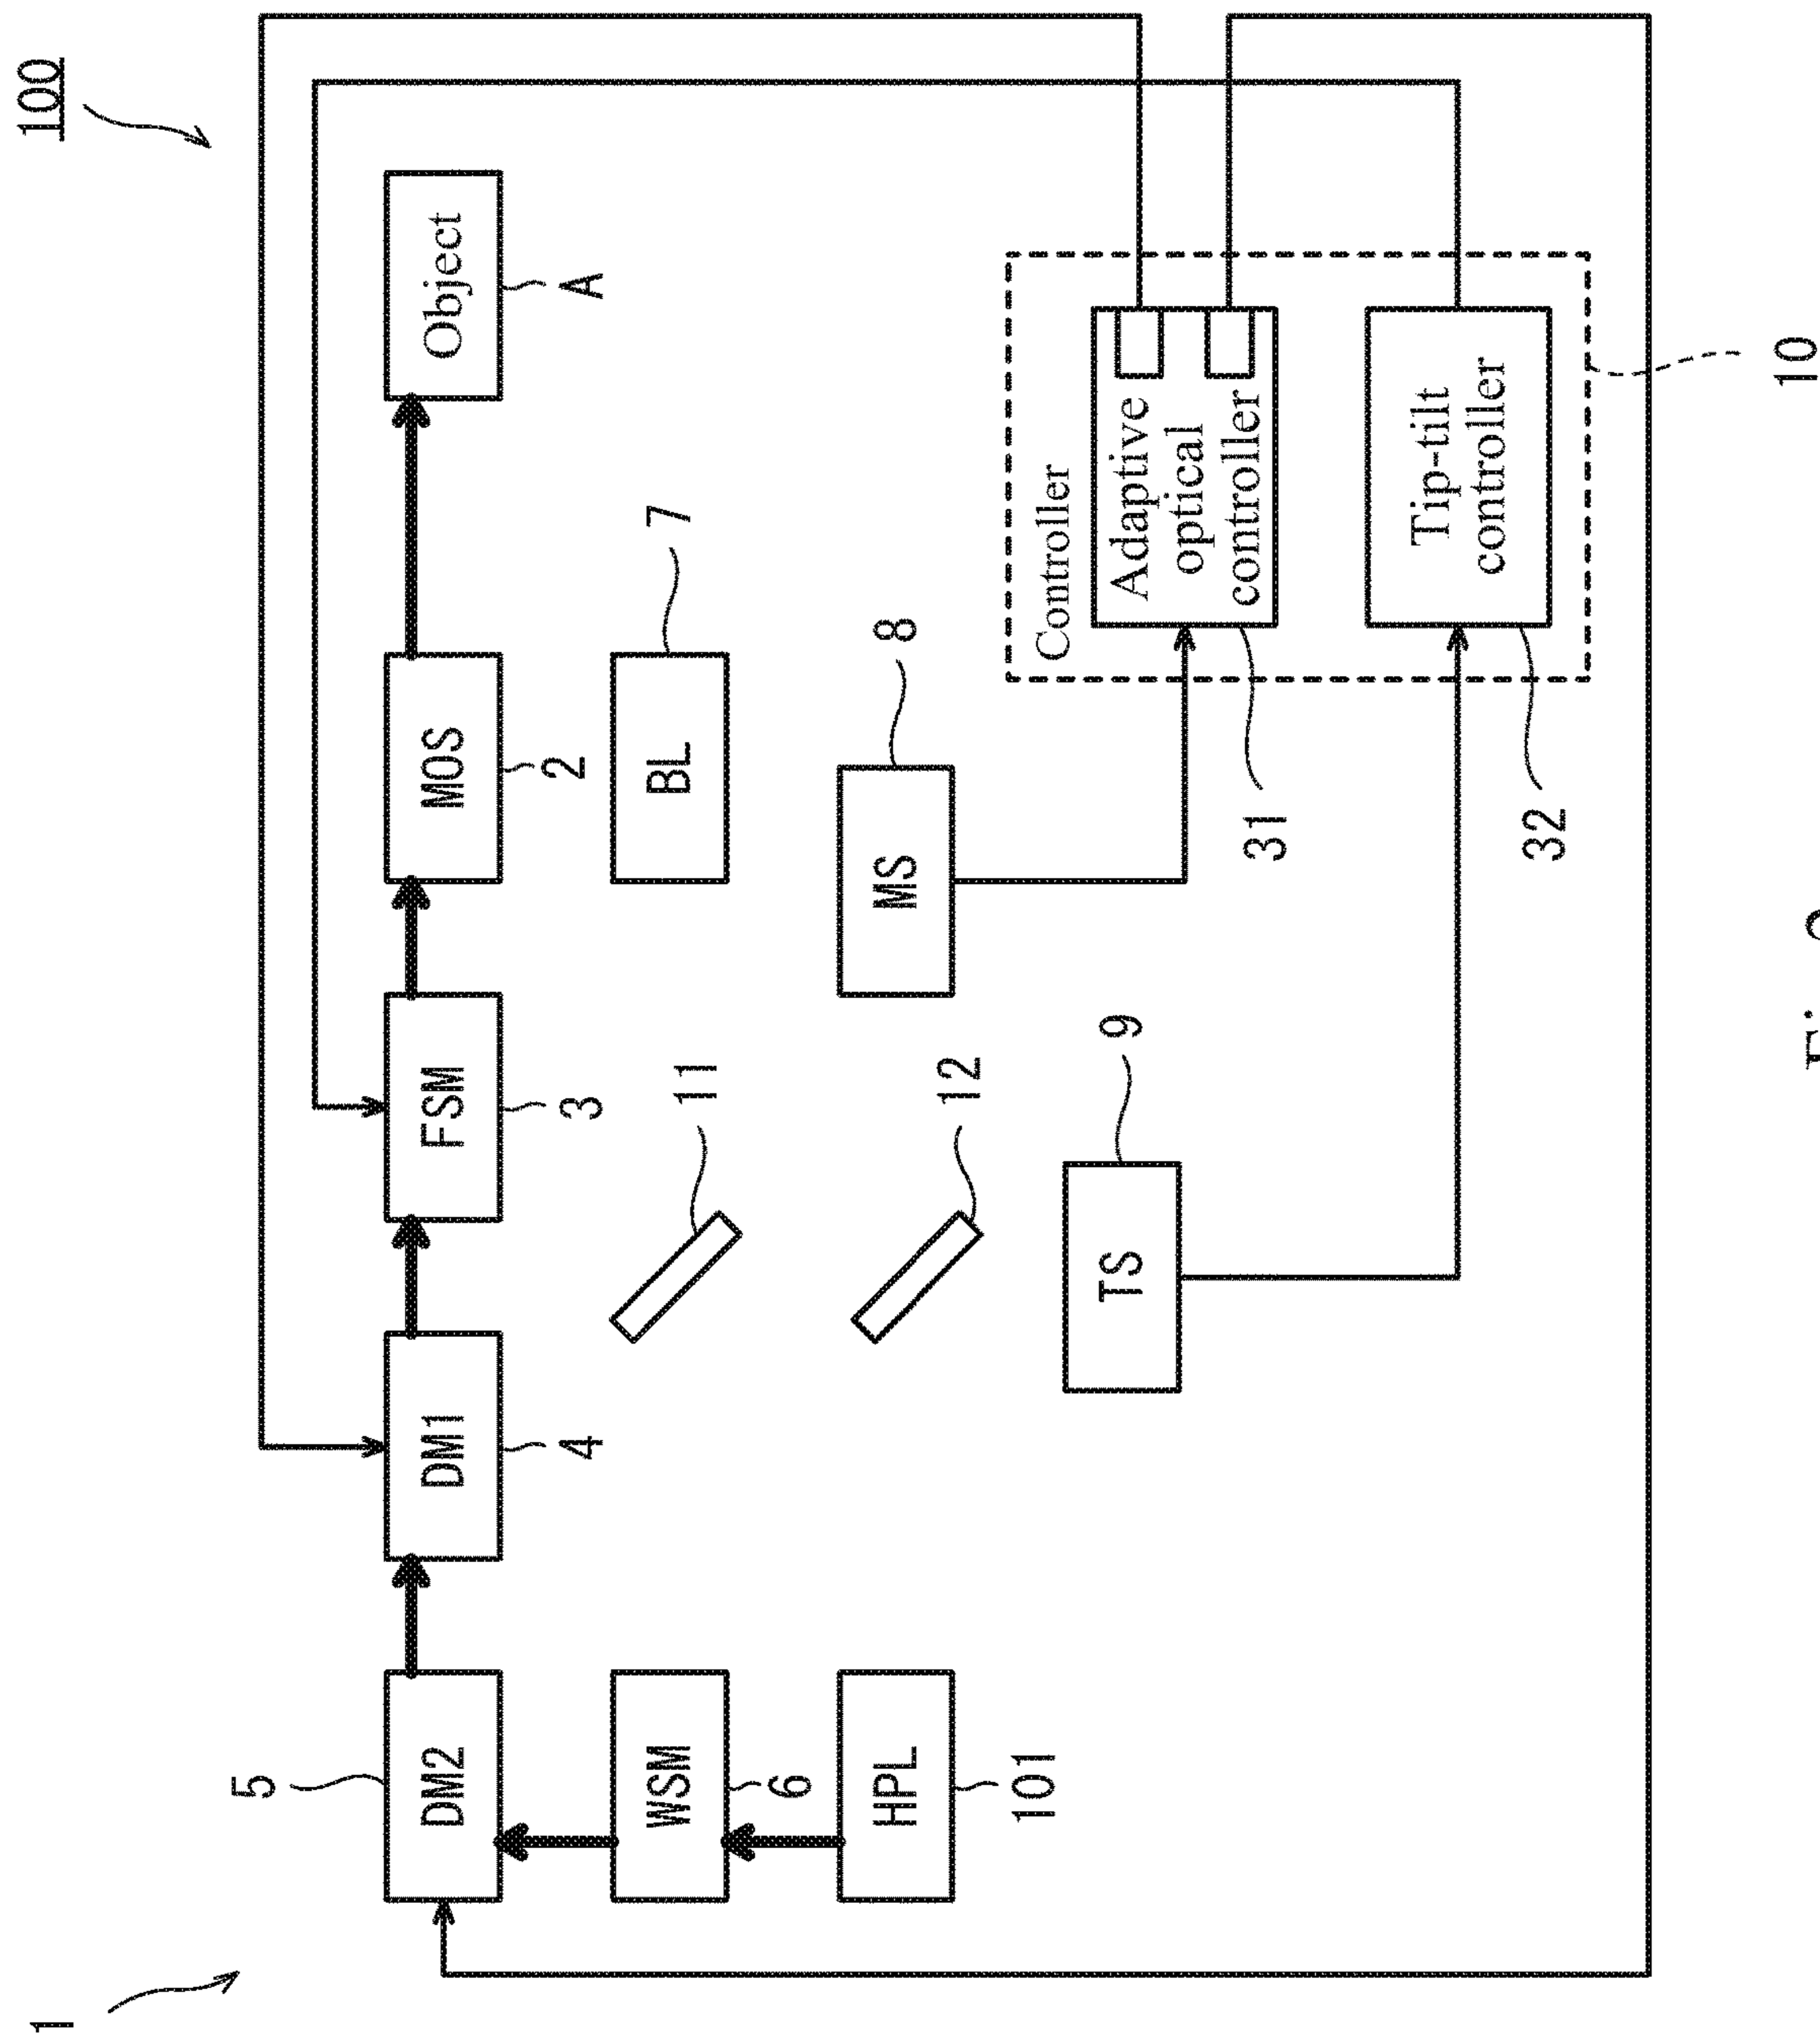 100
1
5
DM2
DM1
4
FSM
3
MOS
2
Object
A
WSM
6
11
BL
7
HPL
101
12
MS
8
TS
9
Controller
Adaptive
optical
controller
31
Tip-tilt
controller
32
10